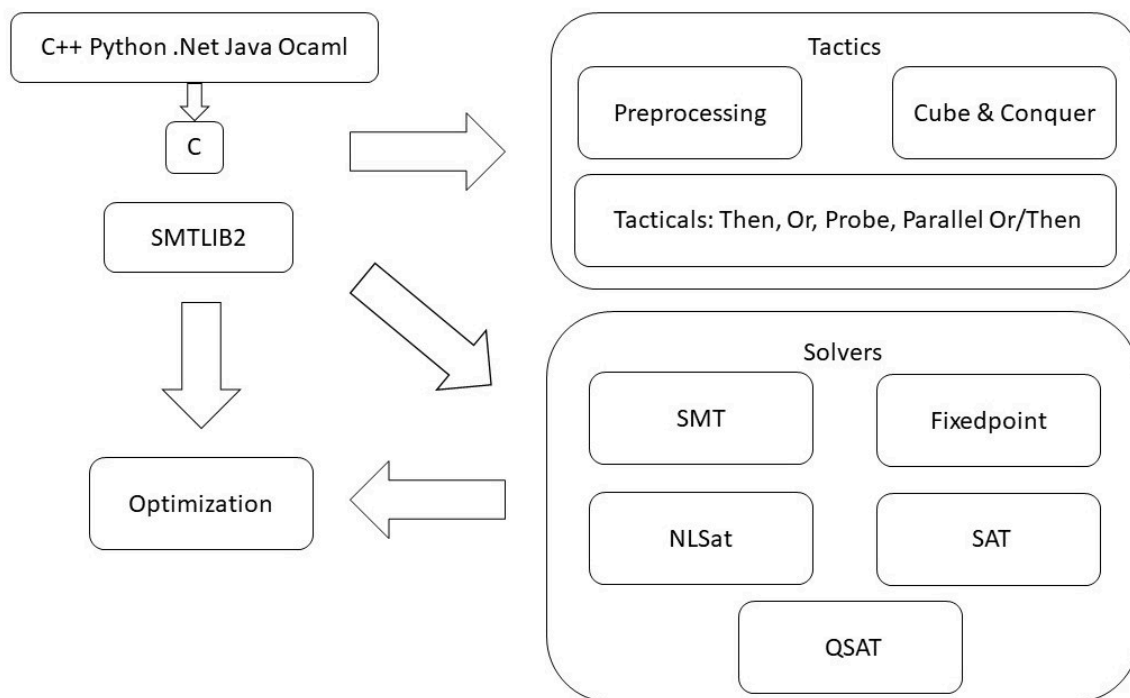 C++ Python .Net Java Ocaml
C
SMTLIB2
Optimization
Tactics
Preprocessing
Cube & Conquer
Tacticals: Then, Or, Probe, Parallel Or/Then
Solvers
SMT
Fixedpoint
NLSat
SAT
QSAT